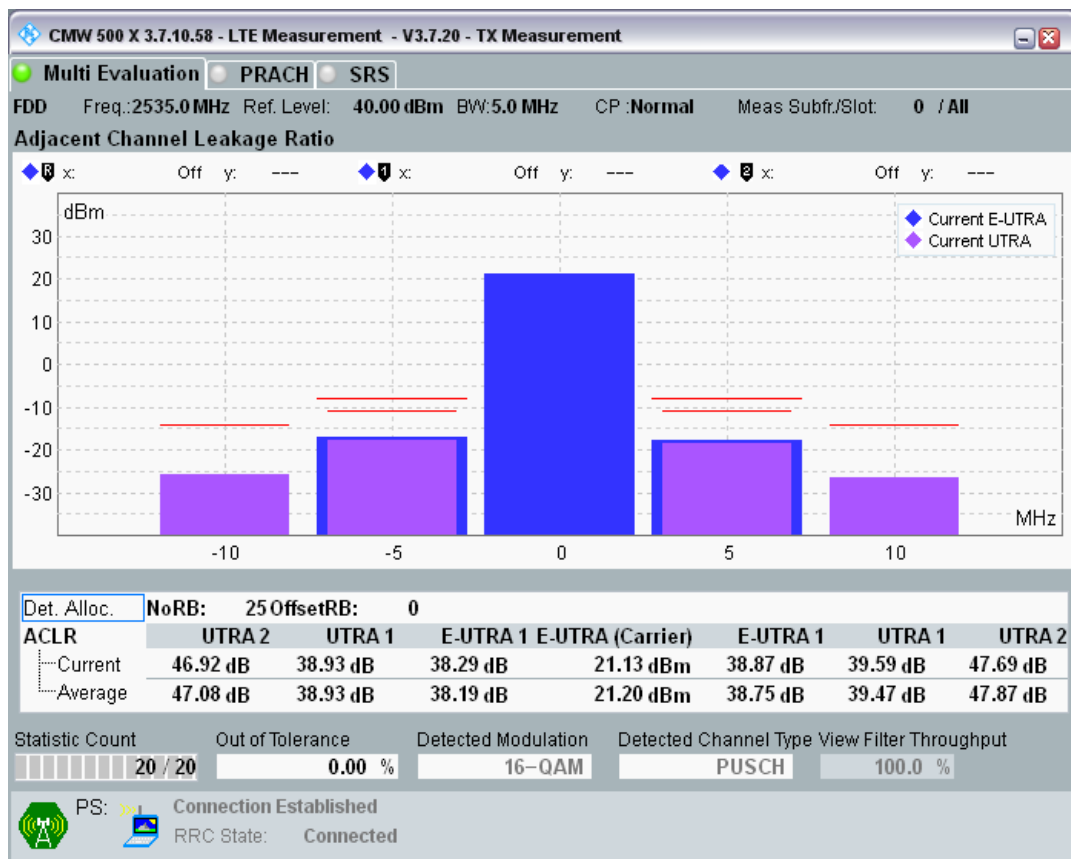 CMW 500 X 3.7.10.58 - LTE Measurement - V3.7.20 - TX Measurement
Multi Evaluation PRACH SRS
FDD Freq.:2535.0 MHz Ref. Level: 40.00 dBm BW:5.0 MHz CP :Normal Meas Subfr./Slot: 0 / All
Adjacent Channel Leakage Ratio
R x: Off y: --- 1 x: Off y: --- 2 x: Off y: ---
dBm
Current E-UTRA
Current UTRA
30
20
10
0
-10
-20
-30
MHz
-10 -5 0 5 10
Det. Alloc. NoRB: 25 OffsetRB: 0
ACLR UTRA 2 UTRA 1 E-UTRA 1 E-UTRA (Carrier) E-UTRA 1 UTRA 1 UTRA 2
Current 46.92 dB 38.93 dB 38.29 dB 21.13 dBm 38.87 dB 39.59 dB 47.69 dB
Average 47.08 dB 38.93 dB 38.19 dB 21.20 dBm 38.75 dB 39.47 dB 47.87 dB
Statistic Count Out of Tolerance Detected Modulation Detected Channel Type View Filter Throughput
20 / 20 0.00 % 16-QAM PUSCH 100.0 %
PS: Connection Established
RRC State: Connected